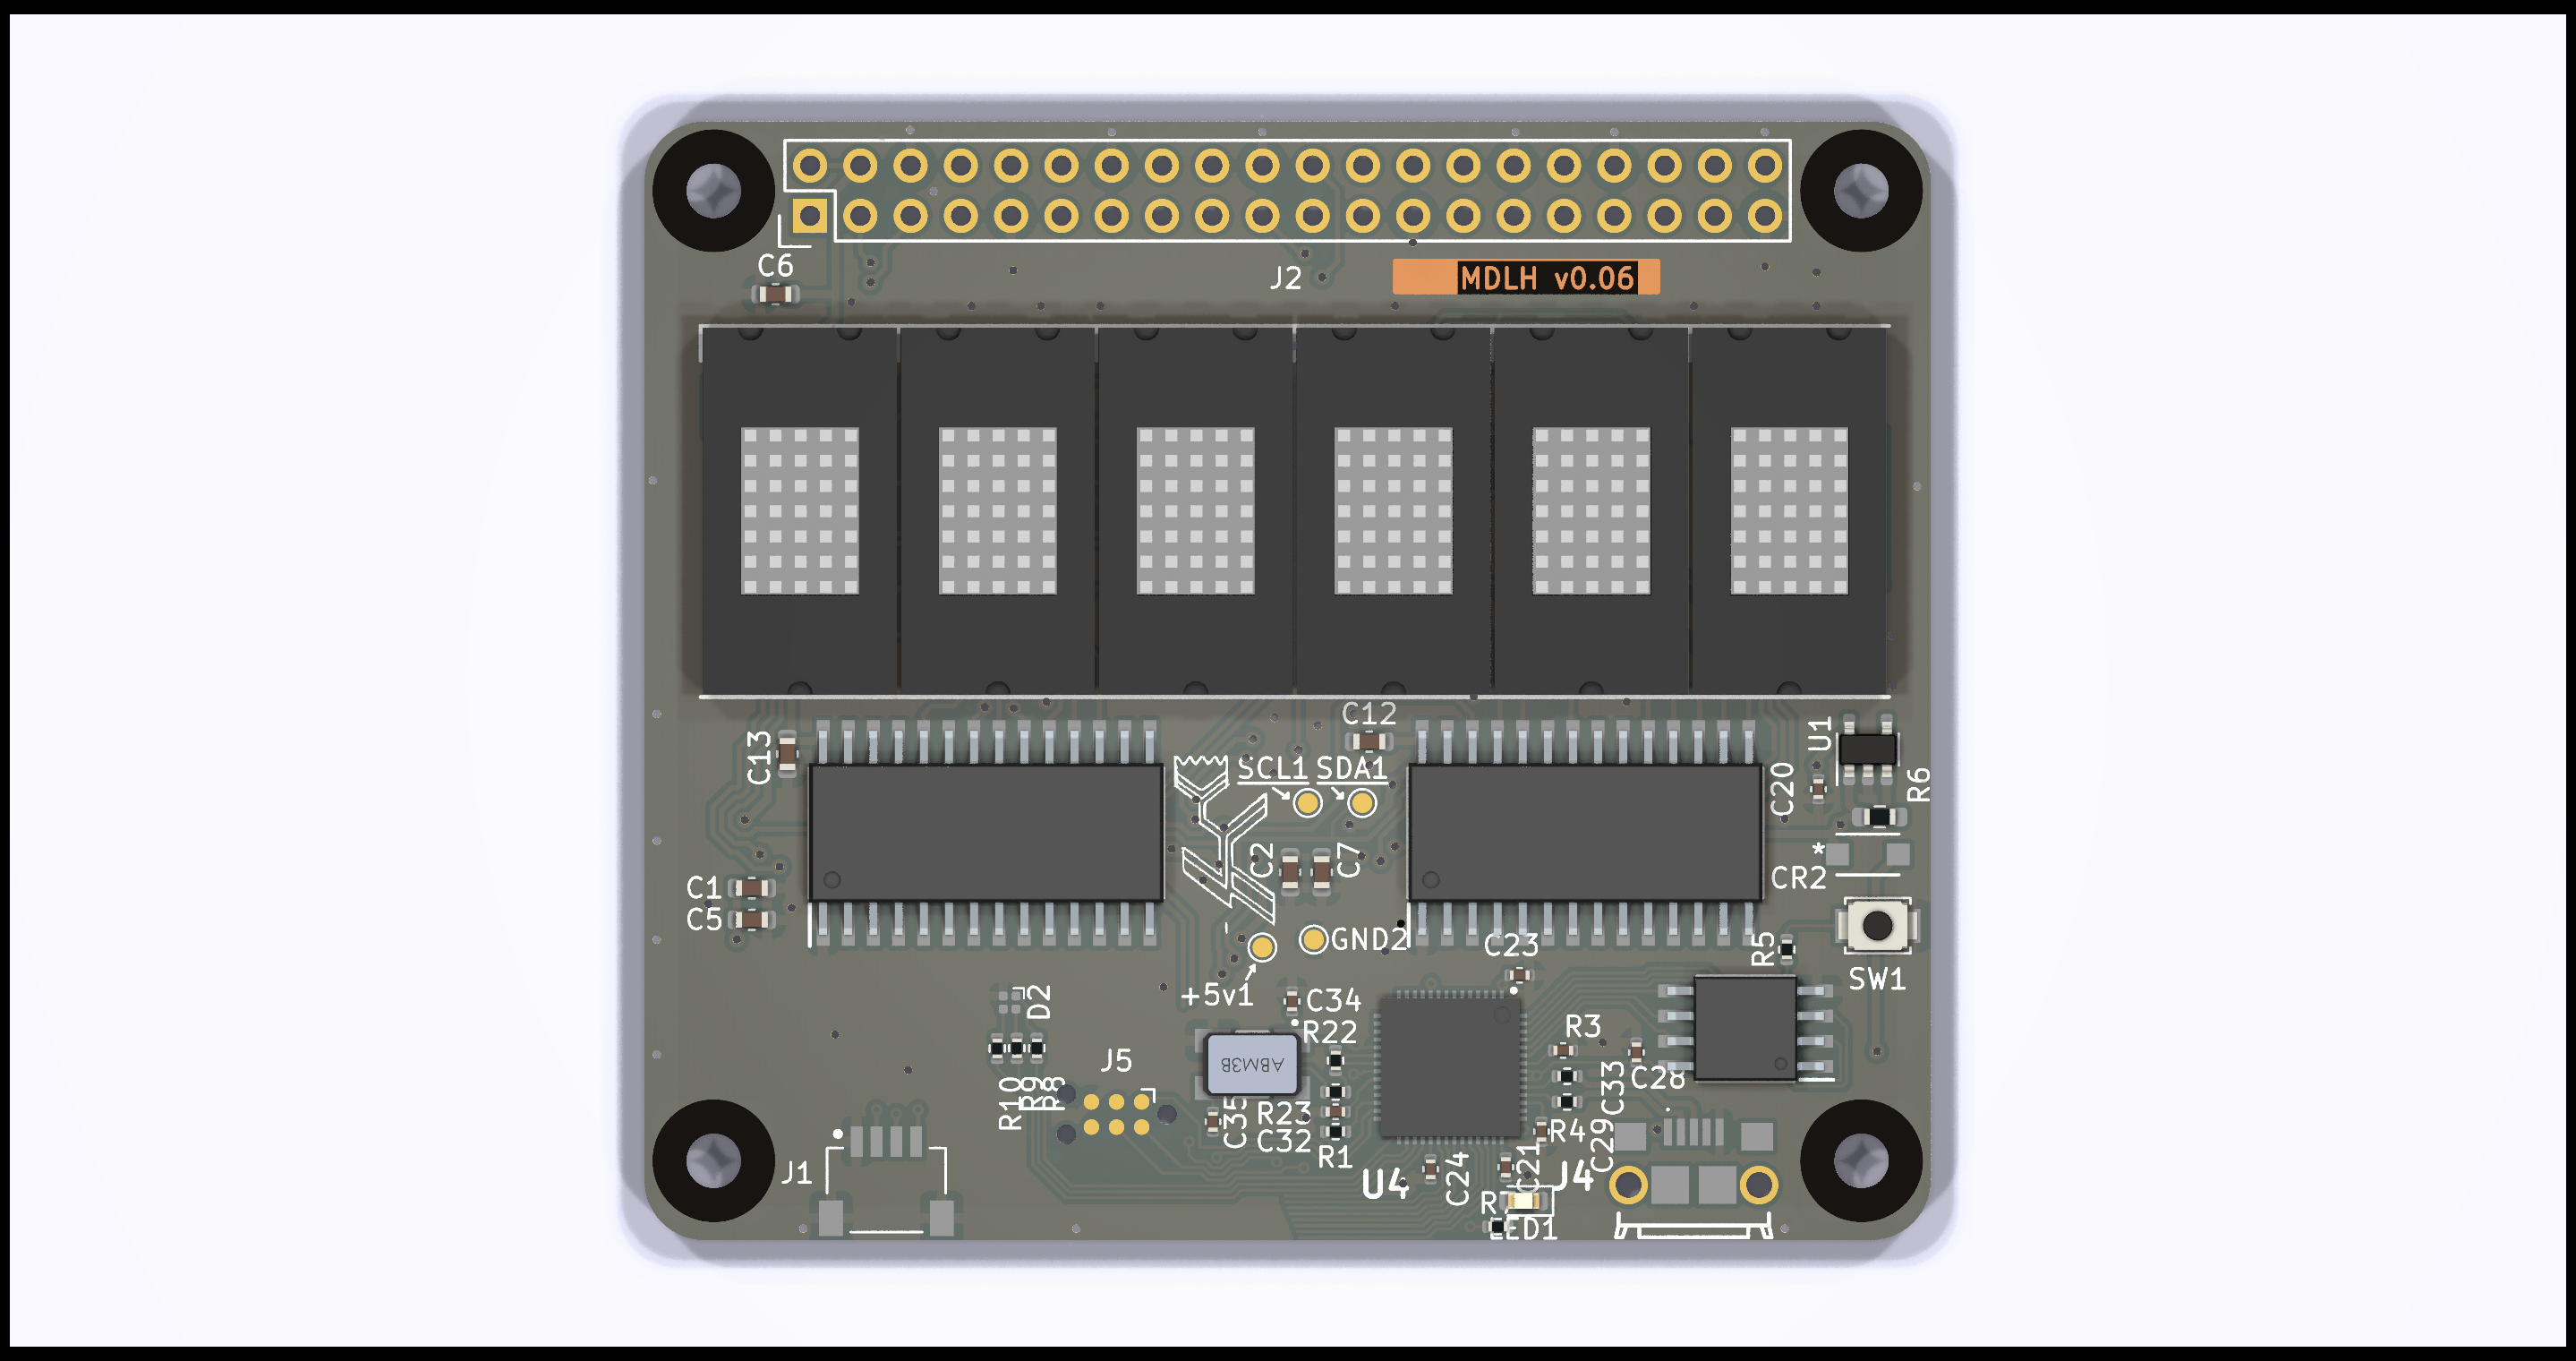 C6
J2
MDLH v0.06
C12
U1
C13
SCL1 SDA1
C20
R6
C2
C7
*
CR2
C1
C5
GND2
C23
R5
SW1
+5v1
D2
C34
R22
R3
J5
ABM3B
C28
C33
R10
R9
R8
C35
R23
C32
R4
C29
R1
J1
U4
C24
C21
J4